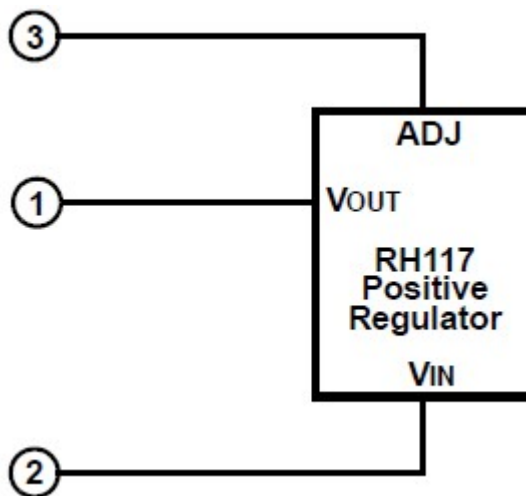 3
ADJ
1
VOUT
RH117
Positive
Regulator
VIN
2